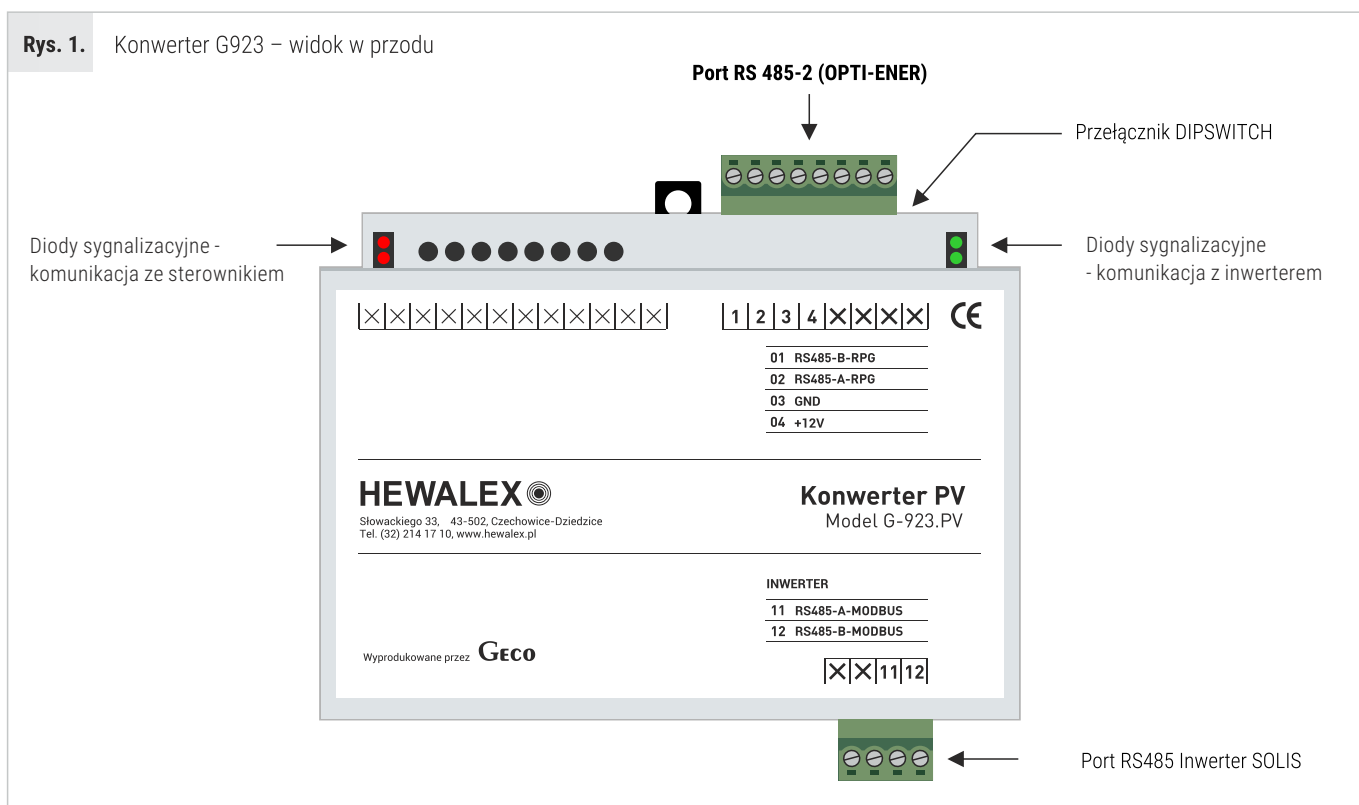 Rys. 1. Konwerter G923 – widok w przodu
Port RS 485-2 (OPTI-ENER)
Przełącznik DIPSWITCH
Diody sygnalizacyjne -
komunikacja ze sterownikiem
Diody sygnalizacyjne
- komunikacja z inwerterem
1 2 3 4
CE
01 RS485-B-RPG
02 RS485-A-RPG
03 GND
04 +12V
HEWALEX
Słowackiego 33, 43-502, Czechowice-Dziedzice
Tel. (32) 214 17 10, www.hewalex.pl
Konwerter PV
Model G-923.PV
INWERTER
11 RS485-A-MODBUS
12 RS485-B-MODBUS
Wyprodukowane przez GECO
11 12
Port RS485 Inwerter SOLIS